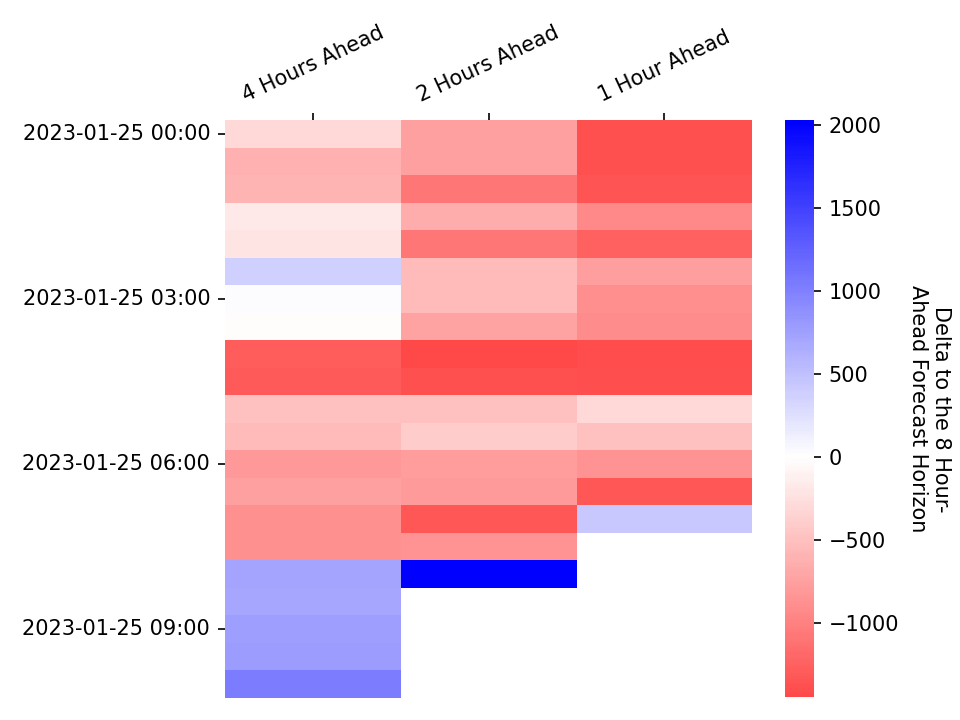 4 Hours Ahead
2 Hours Ahead
1 Hour Ahead
2023-01-25 00:00
2023-01-25 03:00
2023-01-25 06:00
2023-01-25 09:00
2000
1500
1000
500
0
−500
−1000
Delta to the 8 Hour-
Ahead Forecast Horizon